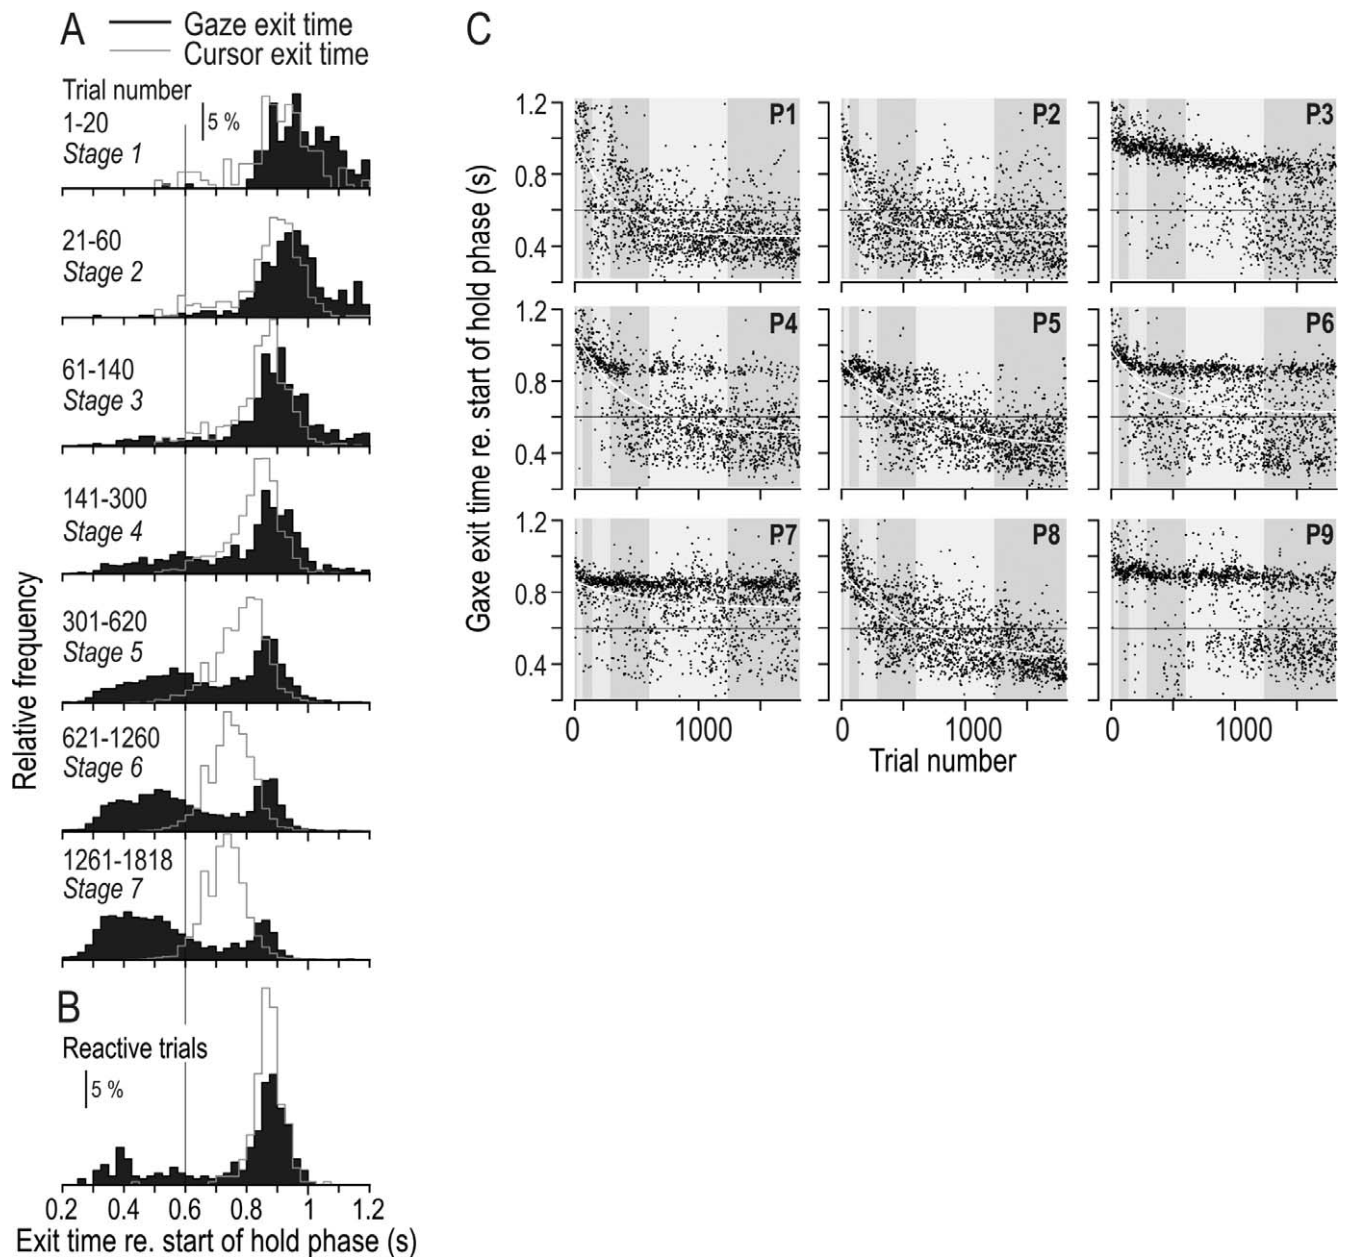 A
Gaze exit time
Cursor exit time
Trial number
5 %
1-20
Stage 1
21-60
Stage 2
61-140
Stage 3
141-300
Stage 4
301-620
Stage 5
621-1260
Stage 6
1261-1818
Stage 7
Relative frequency
B
Reactive trials
5 %
0.2 0.4 0.6 0.8 1 1.2
Exit time re. start of hold phase (s)
C
Gaxe exit time re. start of hold phase (s)
1.2
0.8
0.4
P1
P2
P3
1.2
0.8
0.4
P4
P5
P6
1.2
0.8
0.4
P7
P8
P9
0 1000
0 1000
0 1000
Trial number